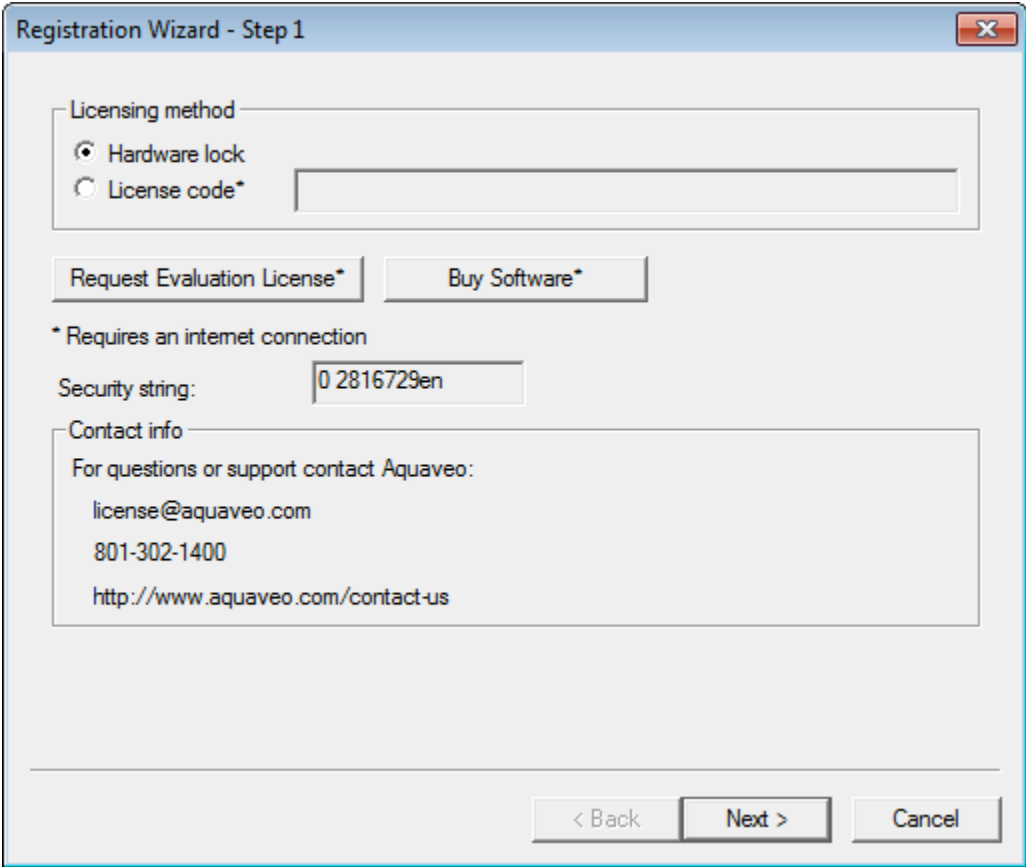 Registration Wizard - Step 1
Licensing method
Hardware lock
License code*
Request Evaluation License* Buy Software*
* Requires an internet connection
Security string: 0 2816729en
Contact info
For questions or support contact Aquaveo:
license@aquaveo.com
801-302-1400
http://www.aquaveo.com/contact-us
< Back Next > Cancel